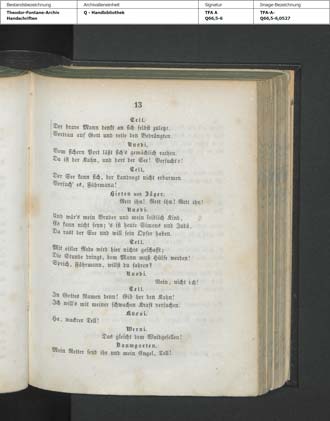 Bestandsbezeichnung
Archivalieneinheit
Signatur
Image-Bezeichnung
Theodor-Fontane-Archiv
Handschriften
Q - Handbibliothek
TFA A
Q66,5-6
TFA-A-
Q66,5-6,0527
13
Tell.
Der brave Mann denkt an sich selbst zuletzt.
Vertrau auf Gott und rette den Bedrängten.
Ruodi.
Vom sichern Port läßt sich's gemächlich rathen.
Da ist der Kahn, und dort der See! Versucht's!
Tell.
Der See kann sich, der Landvogt nicht erbarmen
Versuch' es, Fährmann!
Hirten und Jäger.
Rett ihn! Rett ihn! Rett ihn!
Ruodi.
Und wär's mein Bruder und mein leiblich Kind,
Es kann nicht seyn; 's ist heute Simons und Judä,
Da rast der See und will sein Opfer haben.
Tell.
Mit eitler Rede wird hier nichts geschafft;
Die Stunde dringt, dem Mann muß Hülfe werden!
Sprich, Fährmann, willst du fahren?
Ruodi.
Nein, nicht ich!
Tell.
In Gottes Namen denn! Gib her den Kahn!
Ich will's mit meiner schwachen Kraft versuchen.
Kuoni.
Ha, wackrer Tell!
Werni.
Das gleicht dem Waidgesellen!
Baumgarten.
Mein Retter seyd ihr und mein Engel, Tell!